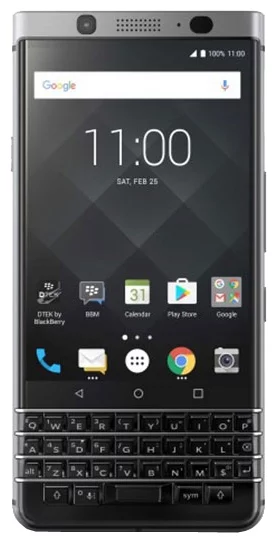 100% 11:00
Google
11:00
SAT, FEB 25
31
DTEK by BlackBerry
BBM
Calendar
Play Store
Google
Q W E R T Y U I O P
A S D F G H J K L
alt Z X C V B N M
sym